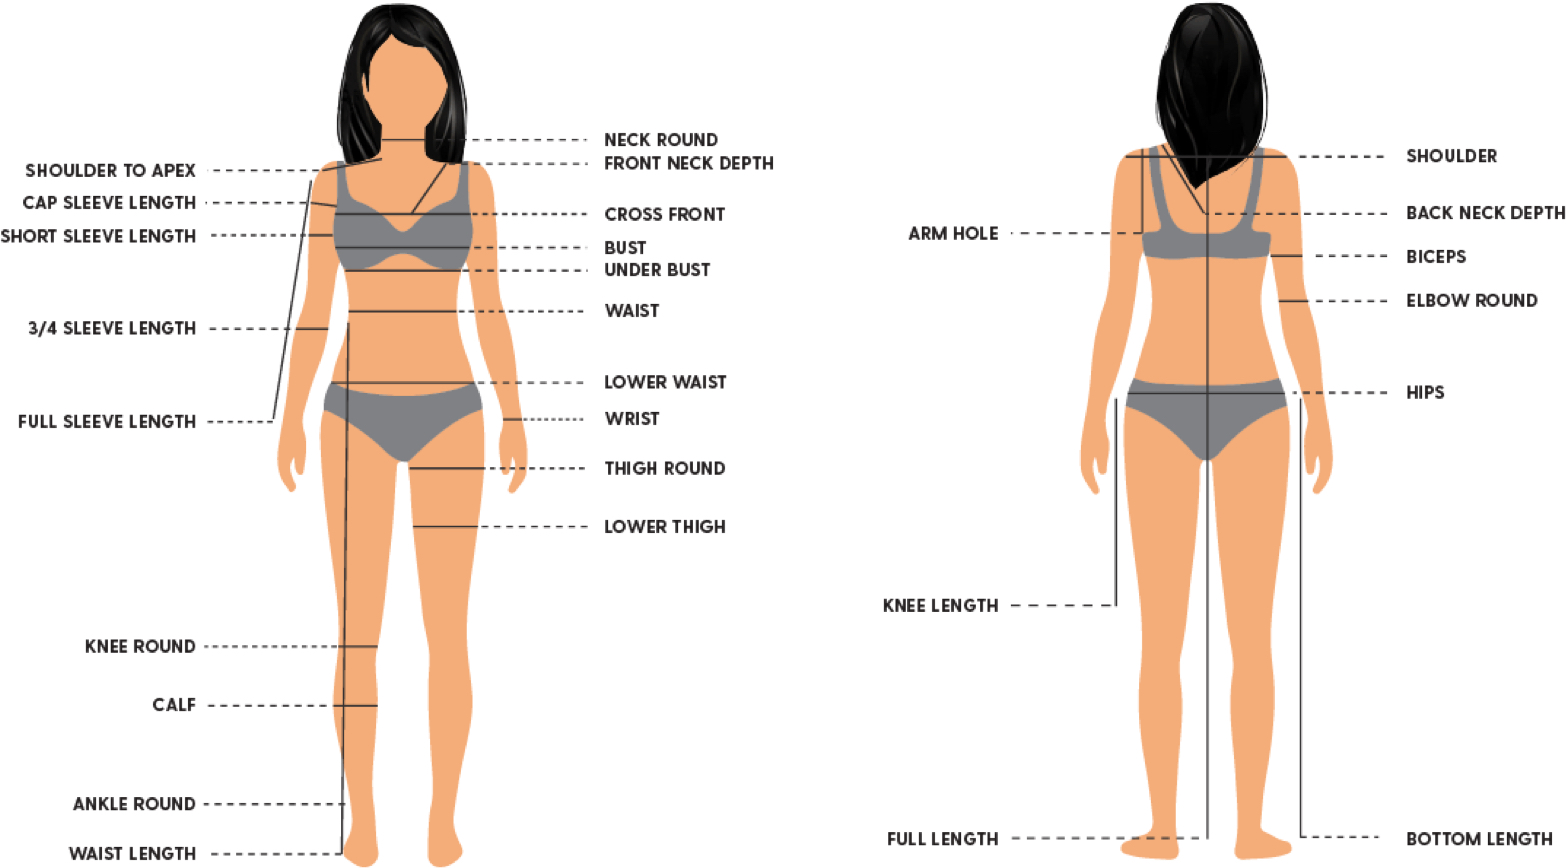 NECK ROUND
FRONT NECK DEPTH
SHOULDER TO APEX
CAP SLEEVE LENGTH
CROSS FRONT
SHORT SLEEVE LENGTH
BUST
UNDER BUST
WAIST
3/4 SLEEVE LENGTH
LOWER WAIST
WRIST
FULL SLEEVE LENGTH
THIGH ROUND
LOWER THIGH
KNEE ROUND
CALF
ANKLE ROUND
WAIST LENGTH
SHOULDER
BACK NECK DEPTH
ARM HOLE
BICEPS
ELBOW ROUND
HIPS
KNEE LENGTH
FULL LENGTH
BOTTOM LENGTH